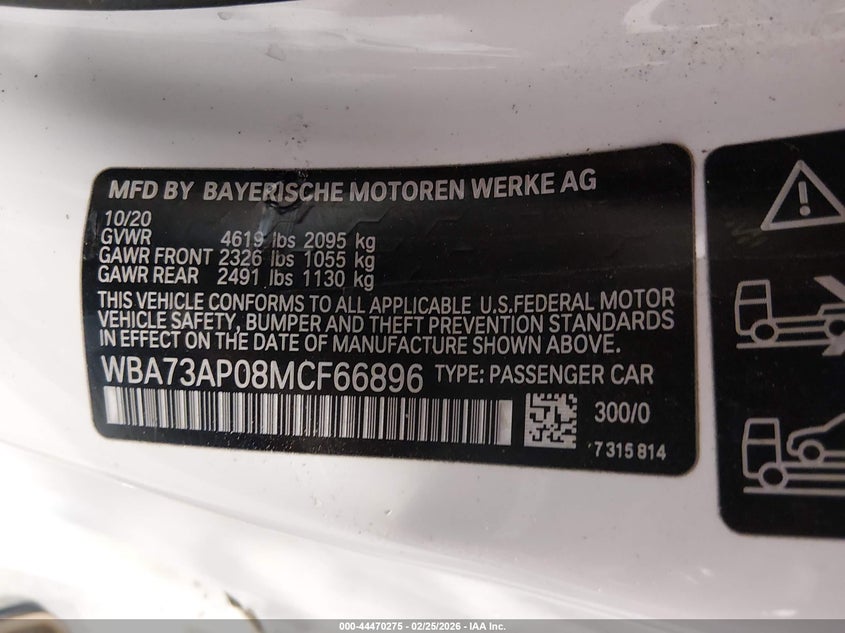 MFD BY BAYERISCHE MOTOREN WERKE AG
10/20
GVWR 4619 lbs 2095 kg
GAWR FRONT 2326 lbs 1055 kg
GAWR REAR 2491 lbs 1130 kg
THIS VEHICLE CONFORMS TO ALL APPLICABLE U.S.FEDERAL MOTOR
VEHICLE SAFETY, BUMPER AND THEFT PREVENTION STANDARDS
IN EFFECT ON THE DATE OF MANUFACTURE SHOWN ABOVE.
WBA73AP08MCF66896 TYPE: PASSENGER CAR
300/0
7 315 814
000-44470275 - 02/25/2026 - IAA Inc.